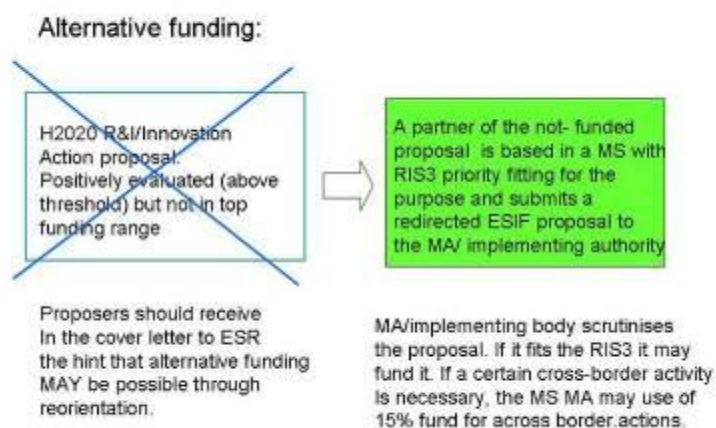 Alternative funding:
H2020 R&I/Innovation
Action proposal.
Positively evaluated (above
threshold) but not in top
funding range
A partner of the not- funded
proposal is based in a MS with
RIS3 priority fitting for the
purpose and submits a
redirected ESIF proposal to
the MA/ implementing authority
Proposers should receive
In the cover letter to ESR
the hint that alternative funding
MAY be possible through
reorientation.
MA/implementing body scrutinises
the proposal. If it fits the RIS3 it may
fund it. If a certain cross-border activity
Is necessary, the MS MA may use of
15% fund for across border.actions.